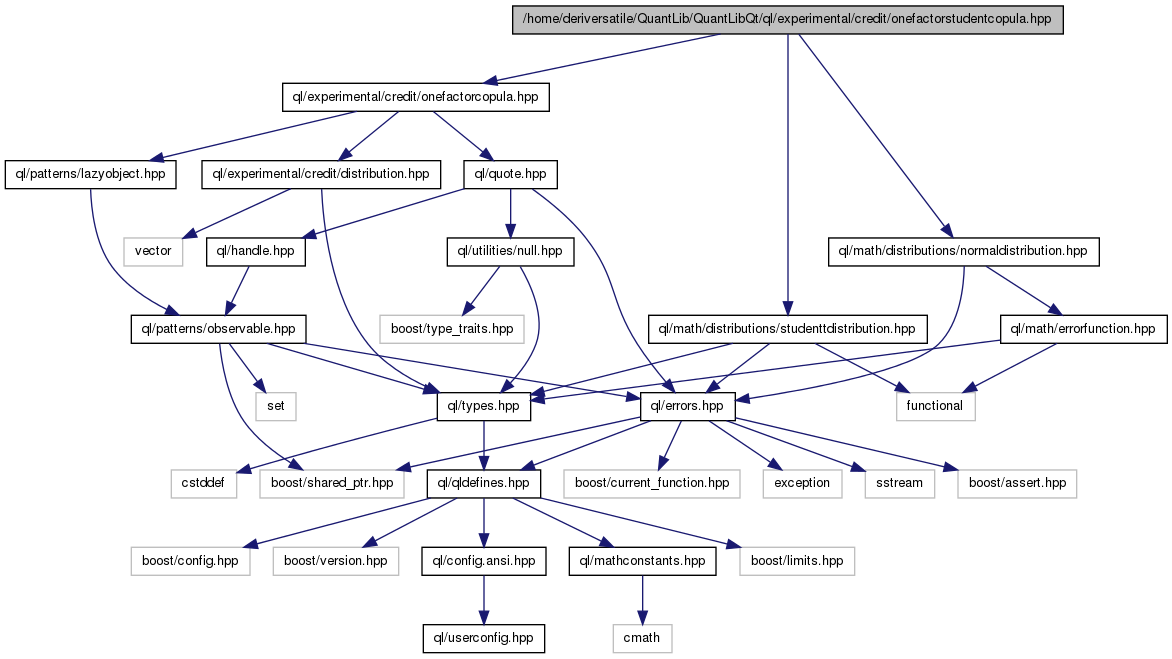 /home/deriversatile/QuantLib/QuantLibQt/ql/experimental/credit/onefactorstudentcopula.hpp
ql/experimental/credit/onefactorcopula.hpp
ql/patterns/lazyobject.hpp
ql/experimental/credit/distribution.hpp
ql/quote.hpp
vector
ql/handle.hpp
ql/utilities/null.hpp
ql/math/distributions/normaldistribution.hpp
ql/patterns/observable.hpp
boost/type_traits.hpp
ql/math/distributions/studenttdistribution.hpp
ql/math/errorfunction.hpp
set
ql/types.hpp
ql/errors.hpp
functional
cstddef
boost/shared_ptr.hpp
ql/qldefines.hpp
boost/current_function.hpp
exception
sstream
boost/assert.hpp
boost/config.hpp
boost/version.hpp
ql/config.ansi.hpp
ql/mathconstants.hpp
boost/limits.hpp
ql/userconfig.hpp
cmath